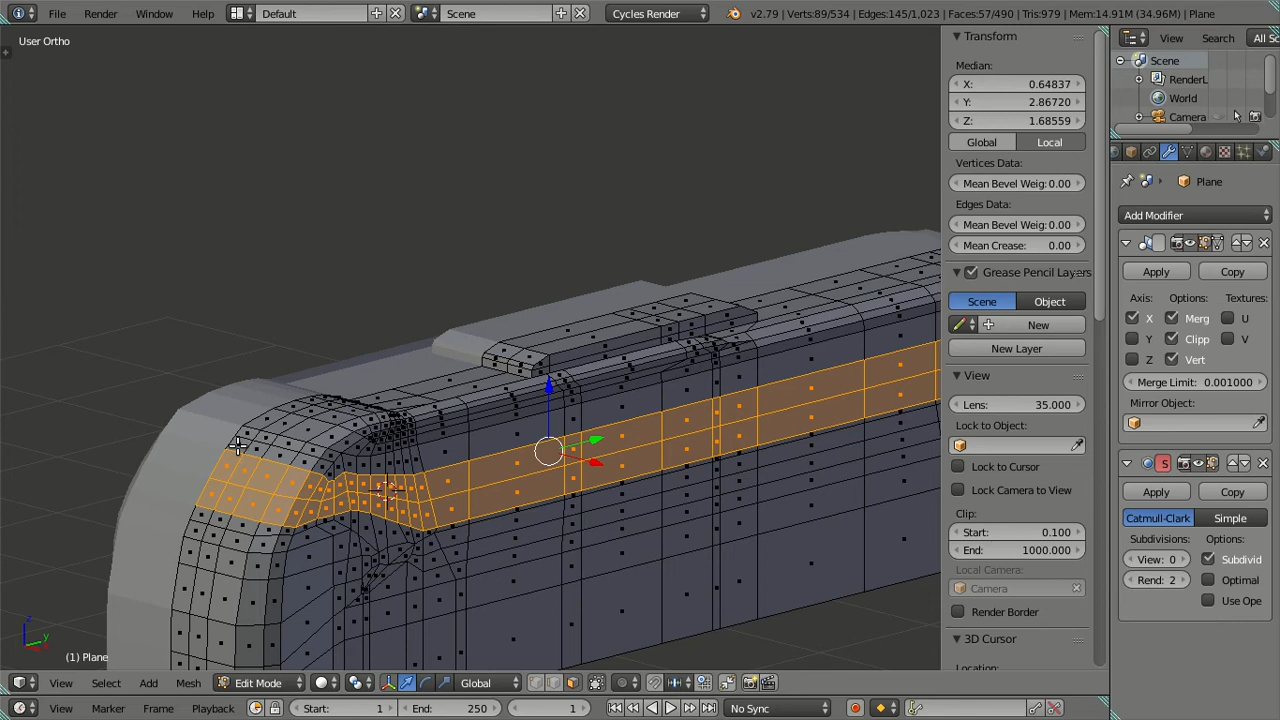 File Render Window Help Default Scene Cycles Render v2.79 | Verts:89/534 | Edges:145/1,023 | Faces:57/490 | Tris:979 | Mem:14.91M (34.96M) | Plane
User Ortho
Transform
Median:
X: 0.64837
Y: 2.86720
Z: 1.68559
Global Local
Vertices Data:
Mean Bevel Weig: 0.00
Edges Data:
Mean Bevel Weig: 0.00
Mean Crease: 0.00
Grease Pencil Layers
Scene Object
New
New Layer
View
Lens: 35.000
Lock to Object:
Lock to Cursor
Lock Camera to View
Clip:
Start: 0.100
End: 1000.000
Local Camera:
Camera
Render Border
3D Cursor
Location:
View Search All Sc
Scene
RenderL
World
Camera
Plane
Add Modifier
Apply Copy
Axis: Options: Textures:
X Merg U
Y Clipp V
Z Vert
Merge Limit: 0.001000
Mirror Object:
S
Apply Copy
Catmull-Clark Simple
Subdivisions: Options:
View: 0 Subdivid
Rend: 2 Optimal
Use Ope
z
y
(1) Plane
View Select Add Mesh Edit Mode Global
View Marker Frame Playback Start: 1 End: 250 1 No Sync